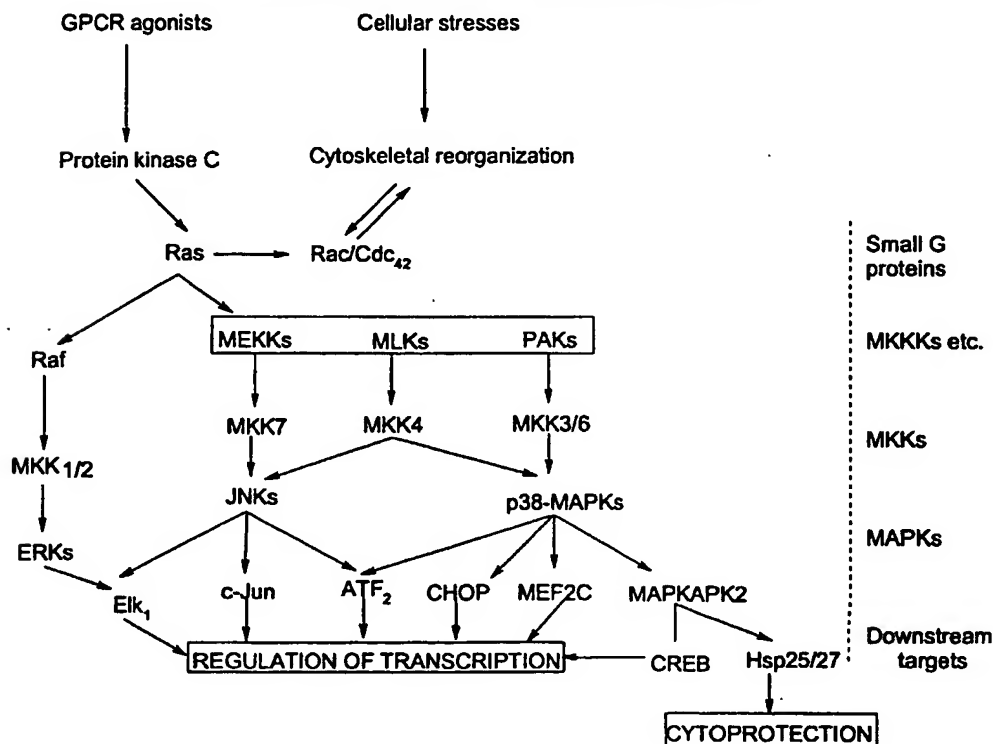 GPCR agonists Cellular stresses
Protein kinase C Cytoskeletal reorganization
Ras Rac/Cdc42 Small G
proteins
MEKKs MLKs PAKs MKKKs etc.
Raf
MKK7 MKK4 MKK3/6 MKKs
MKK1/2
JNKs p38-MAPKs
ERKs MAPKs
Elk1 c-Jun ATF2 CHOP MEF2C MAPKAPK2
REGULATION OF TRANSCRIPTION CREB Hsp25/27 Downstream
targets
CYTOPROTECTION